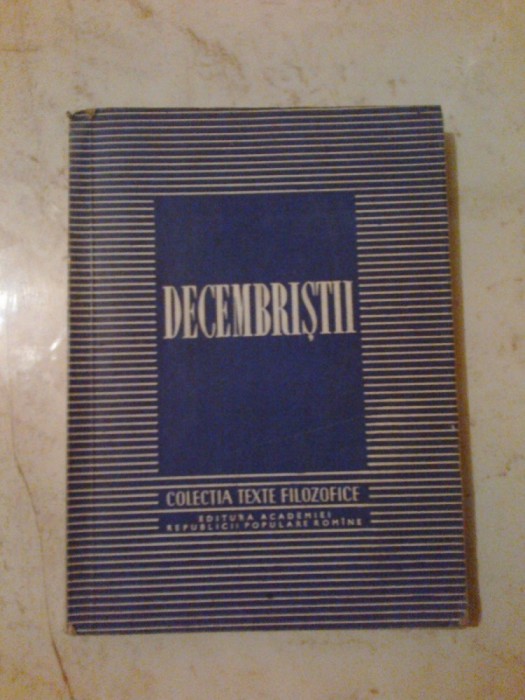 DECEMBRIȘTII
COLECȚIA TEXTE FILOZOFICE
EDITURA ACADEMIEI
REPUBLICII POPULARE ROMÎNE